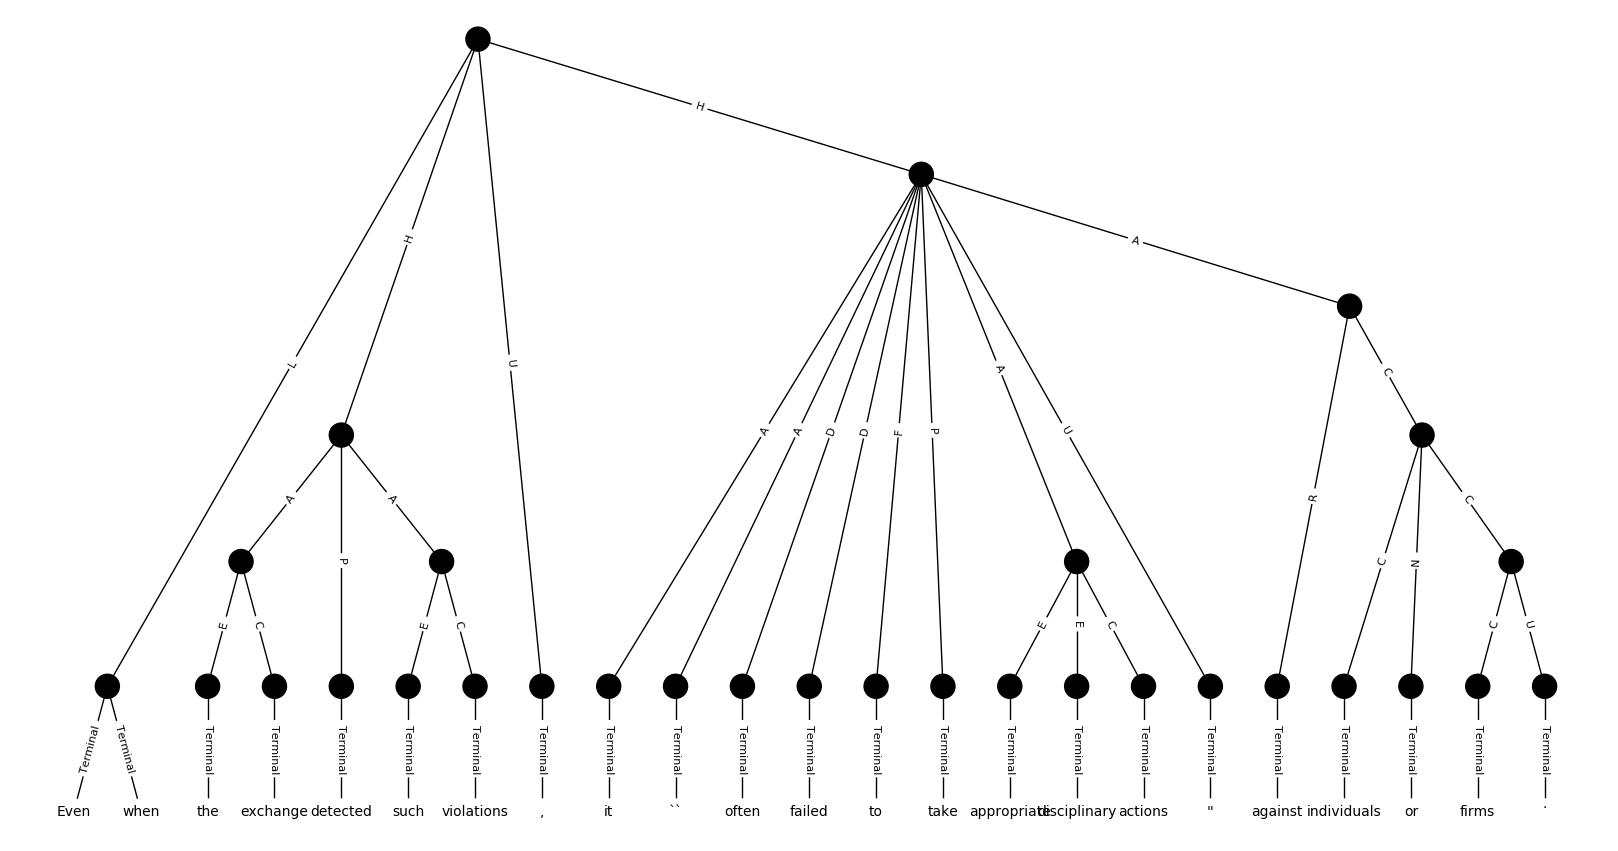 H
A
L
H
U
A
A
D
D
F
P
A
U
R
C
A
P
A
C
N
C
E
C
E
C
E
E
C
C
U
Terminal Terminal Terminal Terminal Terminal Terminal Terminal Terminal Terminal Terminal Terminal Terminal Terminal Terminal Terminal Terminal Terminal Terminal Terminal Terminal Terminal Terminal Terminal
Even when the exchange detected such violations , it `` often failed to take appropriate disciplinary actions " against individuals or firms .